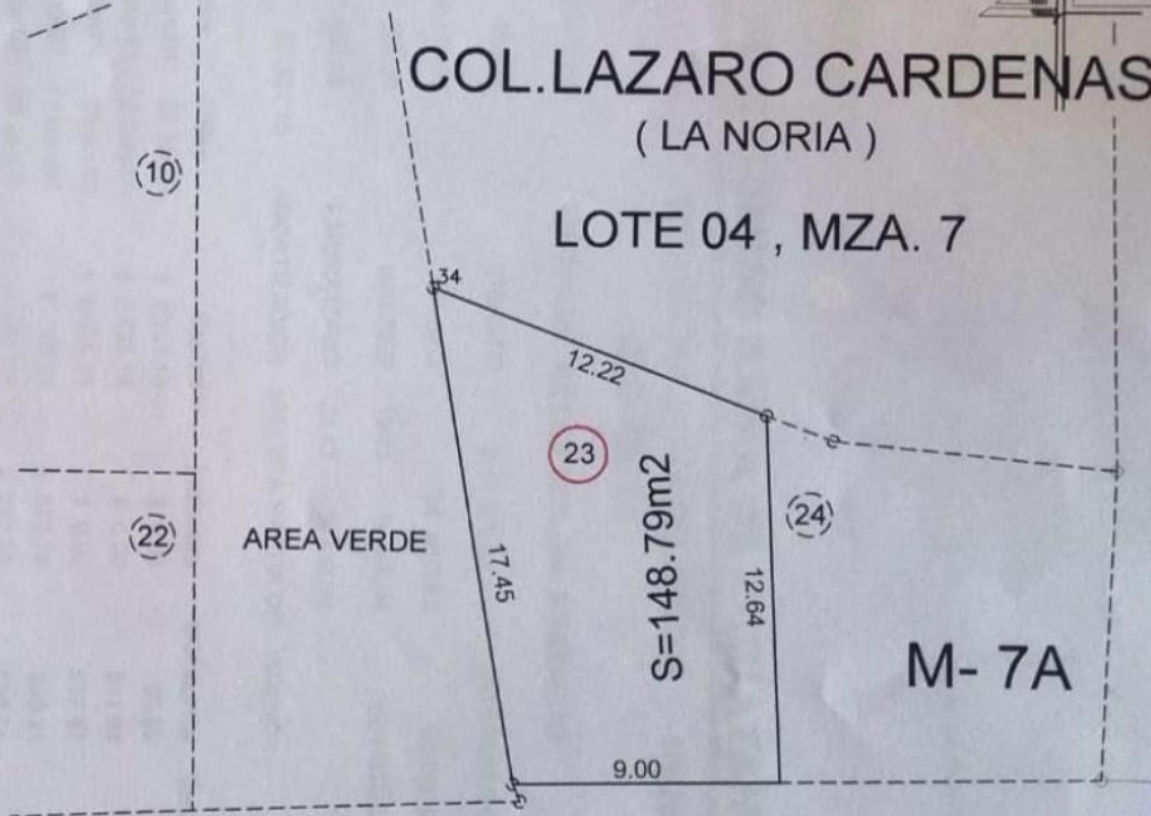 COL.LAZARO CARDENAS
( LA NORIA )
10
LOTE 04 , MZA. 7
34
12.22
23
S=148.79m2
24
22
AREA VERDE
17.45
12.64
M- 7A
9.00